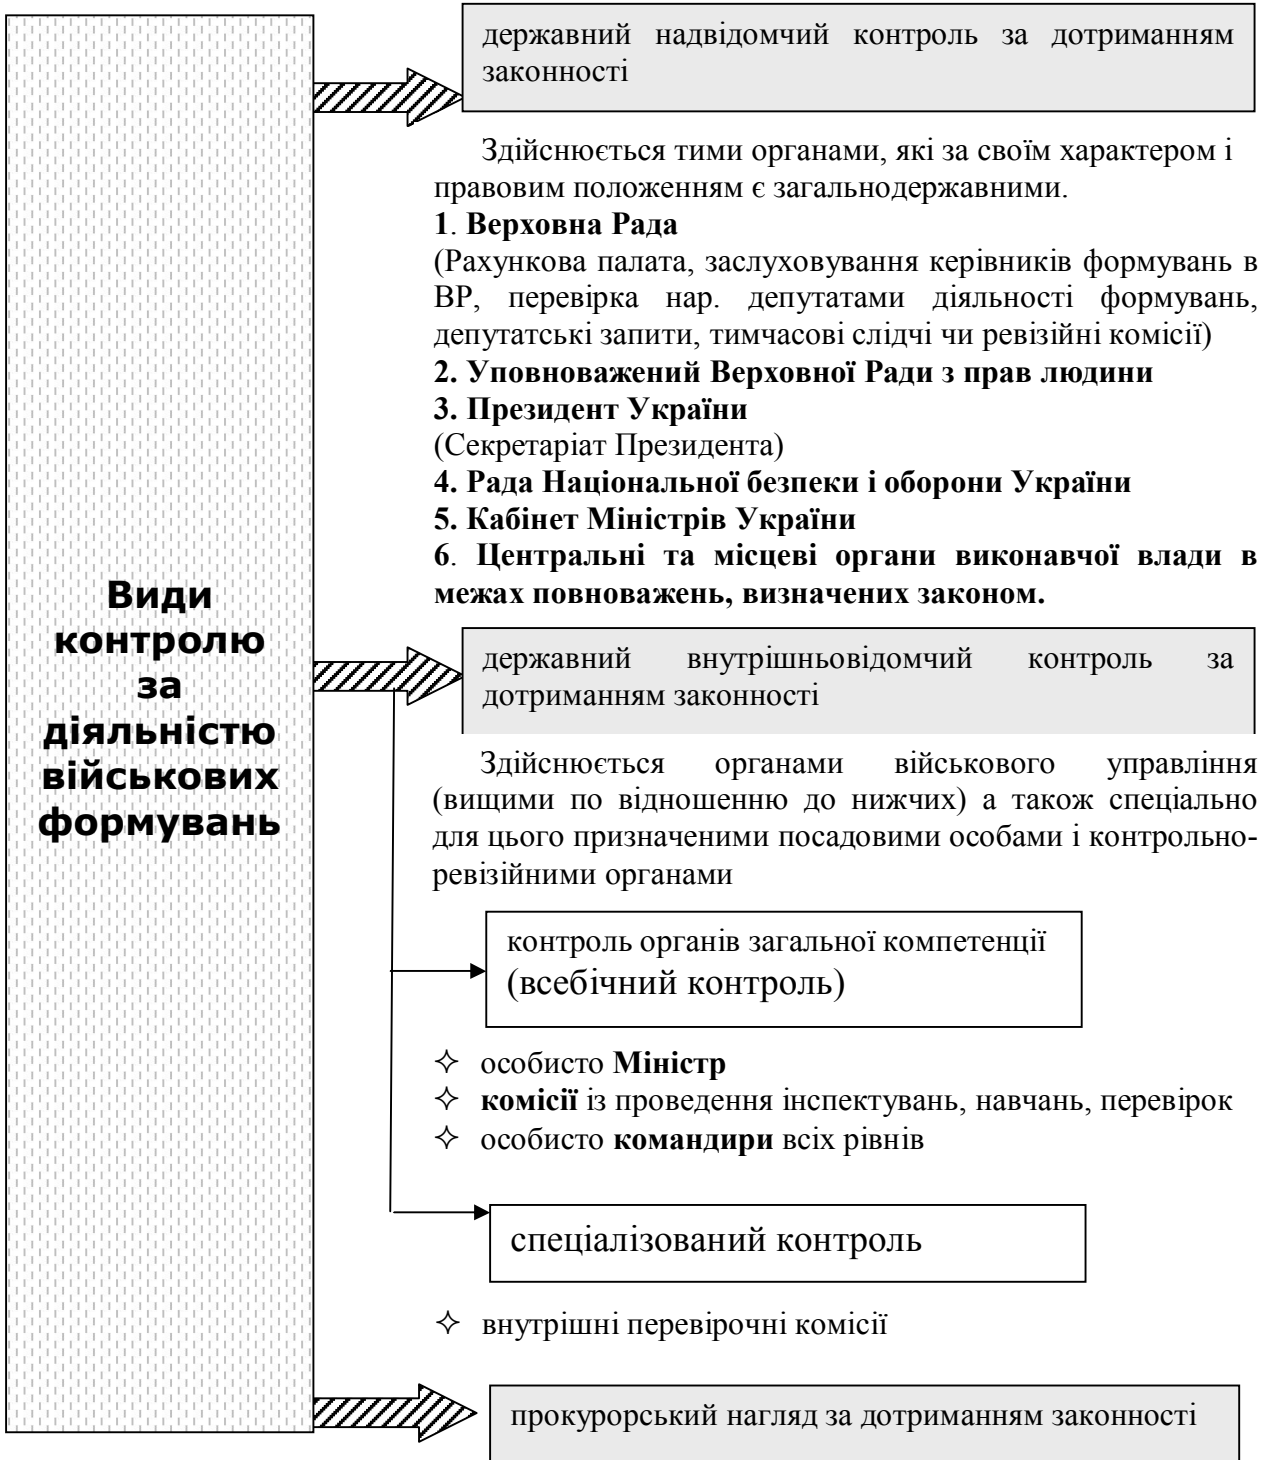 Види
контролю
за
діяльністю
військових
формувань
державний надвідомчий контроль за дотриманням
законності
Здійснюється тими органами, які за своїм характером і
правовим положенням є загальнодержавними.
1. Верховна Рада
(Рахункова палата, заслуховування керівників формувань в
ВР, перевірка нар. депутатами діяльності формувань,
депутатські запити, тимчасові слідчі чи ревізійні комісії)
2. Уповноважений Верховної Ради з прав людини
3. Президент України
(Секретаріат Президента)
4. Рада Національної безпеки і оборони України
5. Кабінет Міністрів України
6. Центральні та місцеві органи виконавчої влади в
межах повноважень, визначених законом.
державний внутрішньовідомчий контроль за
дотриманням законності
Здійснюється органами військового управління
(вищими по відношенню до нижчих) а також спеціально
для цього призначеними посадовими особами і контрольно-
ревізійними органами
контроль органів загальної компетенції
(всебічний контроль)
✧ особисто Міністр
✧ комісії із проведення інспектувань, навчань, перевірок
✧ особисто командири всіх рівнів
спеціалізований контроль
✧ внутрішні перевірочні комісії
прокурорський нагляд за дотриманням законності